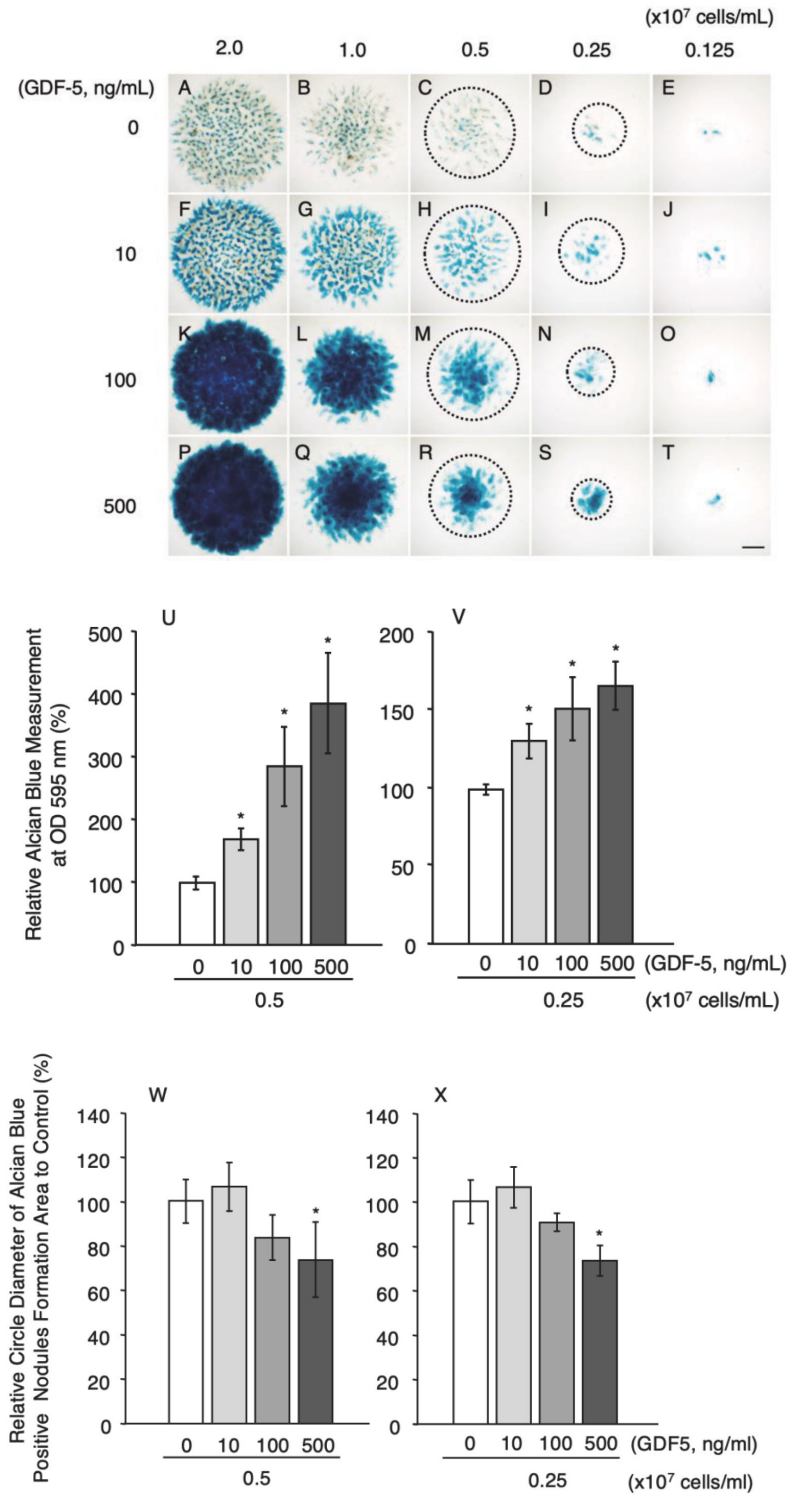 (x10⁷ cells/mL)
2.0 1.0 0.5 0.25 0.125
(GDF-5, ng/mL)
A B C D E
0
F G H I J
10
K L M N O
100
P Q R S T
500
U
Relative Alcian Blue Measurement
at OD 595 nm (%)
500
400
300
200
100
0
* * *
0 10 100 500
0.5
V
200
150
100
50
0
* * *
0 10 100 500 (GDF-5, ng/mL)
0.25 (x10⁷ cells/mL)
W
Relative Circle Diameter of Alcian Blue
Positive Nodules Formation Area to Control (%)
140
120
100
80
60
40
20
0
*
0 10 100 500
0.5
X
140
120
100
80
60
40
20
0
*
0 10 100 500 (GDF5, ng/ml)
0.25 (x10⁷ cells/ml)